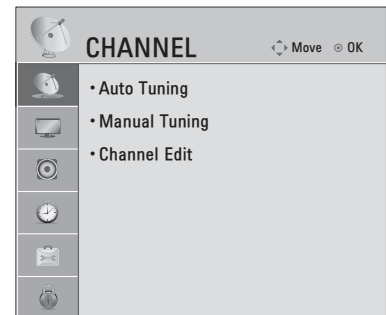 CHANNEL Move OK
• Auto Tuning
• Manual Tuning
• Channel Edit